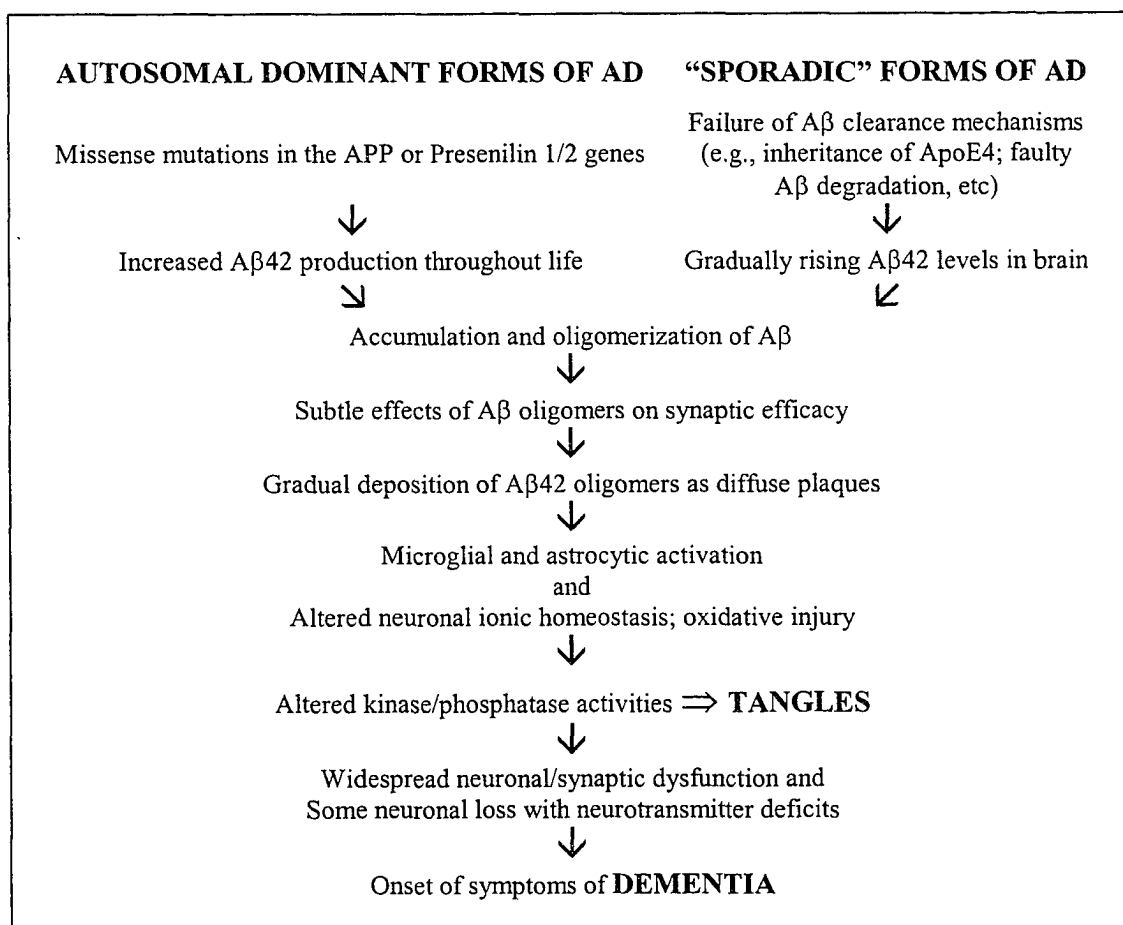 AUTOSOMAL DOMINANT FORMS OF AD
Missense mutations in the APP or Presenilin 1/2 genes
Increased Aβ42 production throughout life
"SPORADIC" FORMS OF AD
Failure of Aβ clearance mechanisms
(e.g., inheritance of ApoE4; faulty
Aβ degradation, etc)
Gradually rising Aβ42 levels in brain
Accumulation and oligomerization of Aβ
Subtle effects of Aβ oligomers on synaptic efficacy
Gradual deposition of Aβ42 oligomers as diffuse plaques
Microglial and astrocytic activation
and
Altered neuronal ionic homeostasis; oxidative injury
Altered kinase/phosphatase activities ⇒ TANGLES
Widespread neuronal/synaptic dysfunction and
Some neuronal loss with neurotransmitter deficits
Onset of symptoms of DEMENTIA